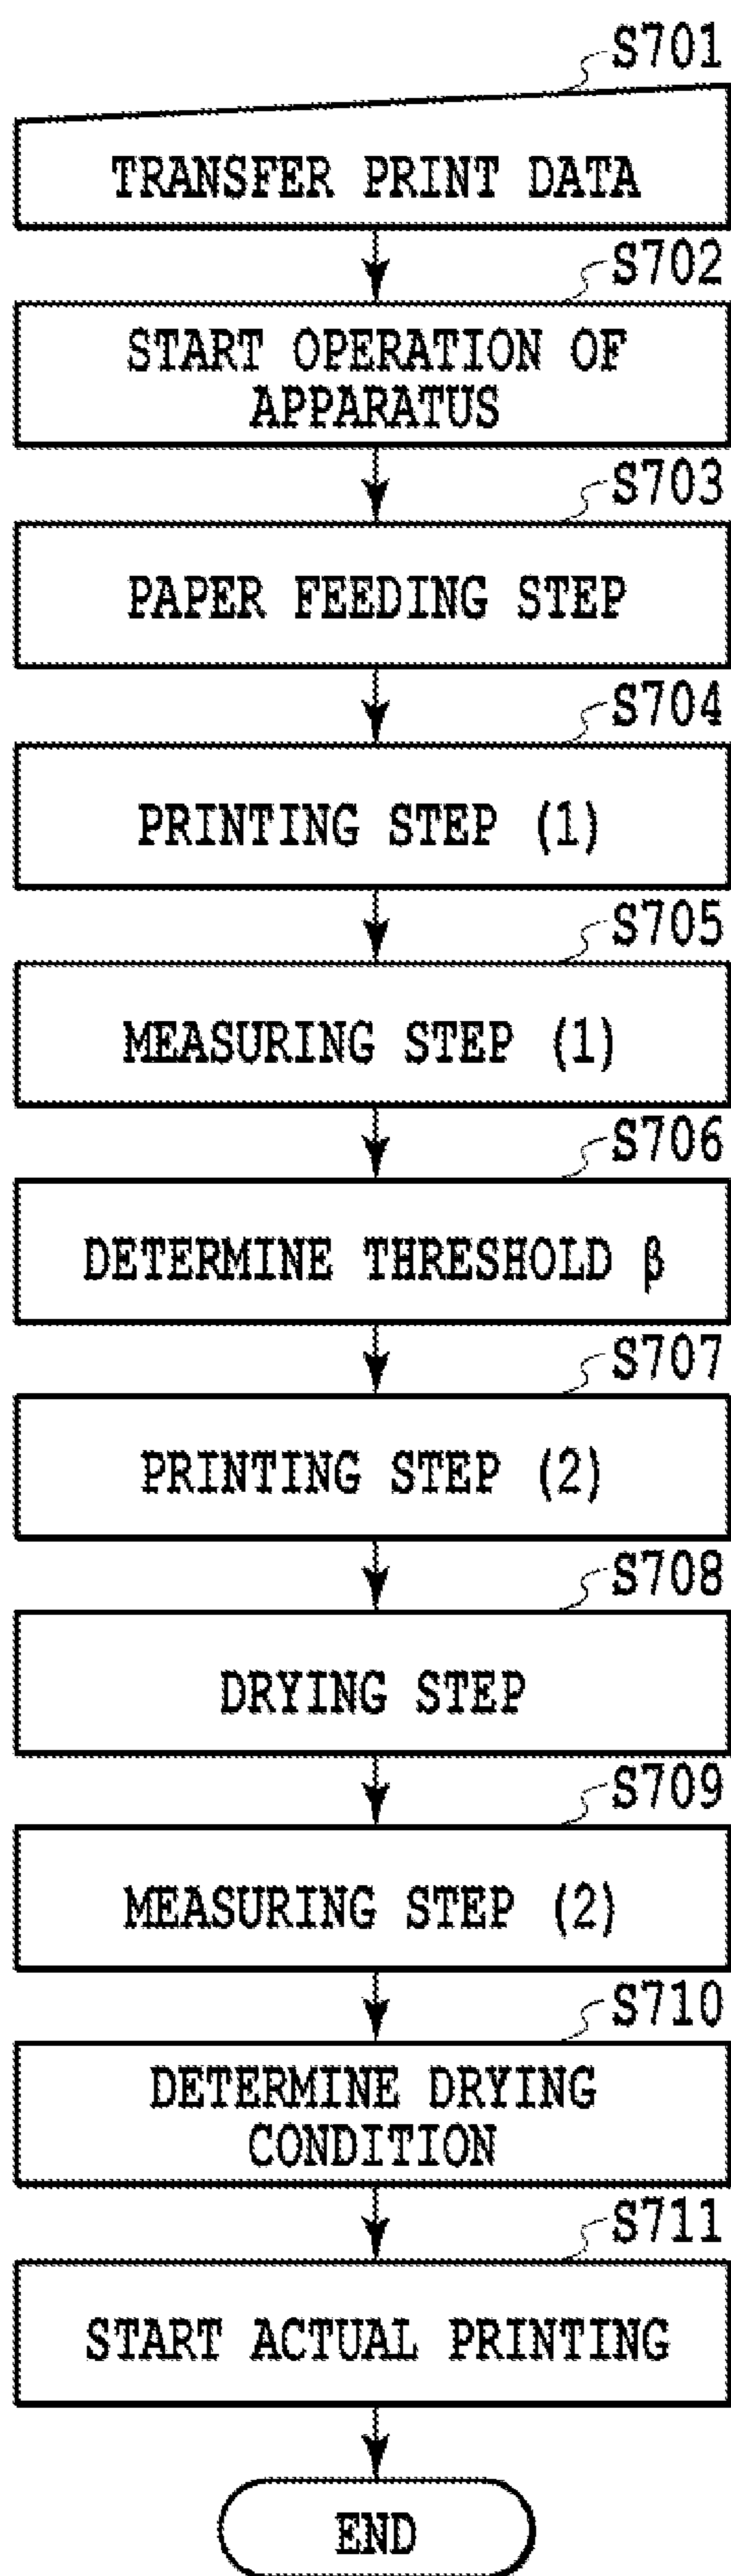 S701
TRANSFER PRINT DATA
S702
START OPERATION OF
APPARATUS
S703
PAPER FEEDING STEP
S704
PRINTING STEP (1)
S705
MEASURING STEP (1)
S706
DETERMINE THRESHOLD β
S707
PRINTING STEP (2)
S708
DRYING STEP
S709
MEASURING STEP (2)
S710
DETERMINE DRYING
CONDITION
S711
START ACTUAL PRINTING
END